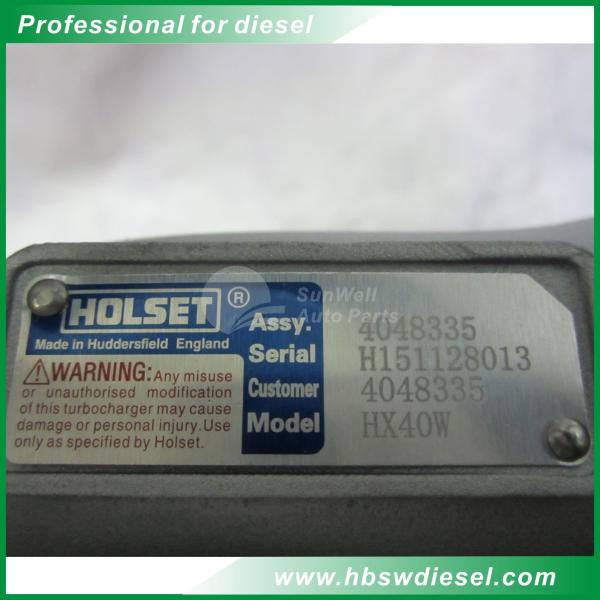 Professional for diesel
HOLSET ®
Made in Huddersfield England
WARNING: Any misuse
or unauthorised modification
of this turbocharger may cause
damage or personal injury. Use
only as specified by Holset.
Assy. 4048335
Serial H151128013
Customer 4048335
Model HX40W
SunWell
Auto Parts
www.hbswdiesel.com